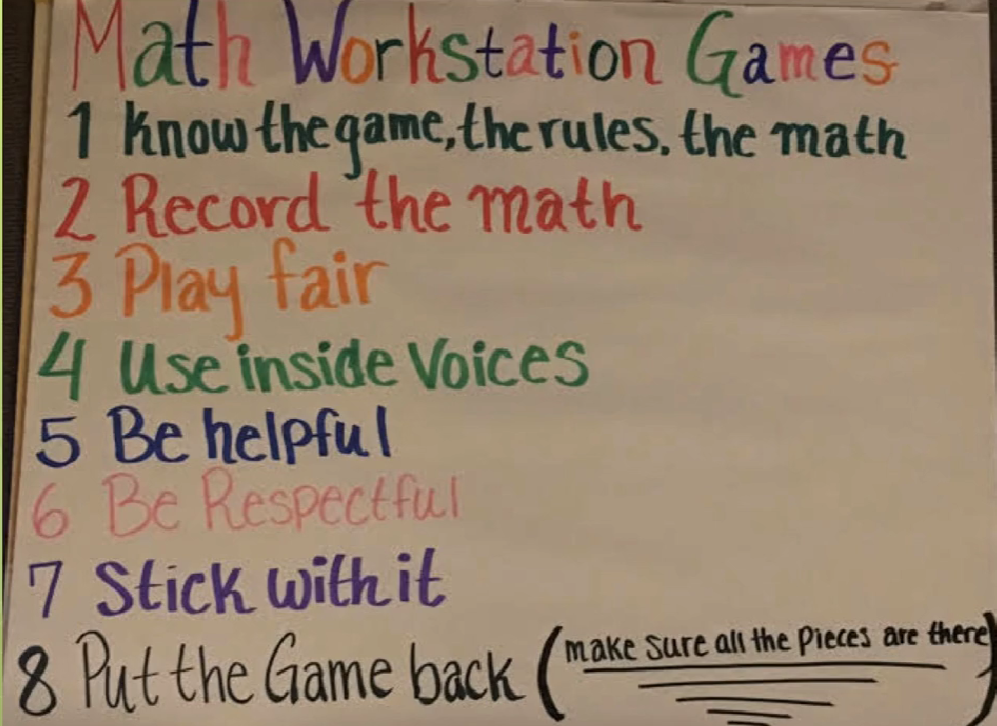 Math Workstation Games
1 Know the game, the rules, the math
2 Record the math
3 Play fair
4 Use inside Voices
5 Be helpful
6 Be Respectful
7 Stick with it
8 Put the Game back (make sure all the Pieces are there)